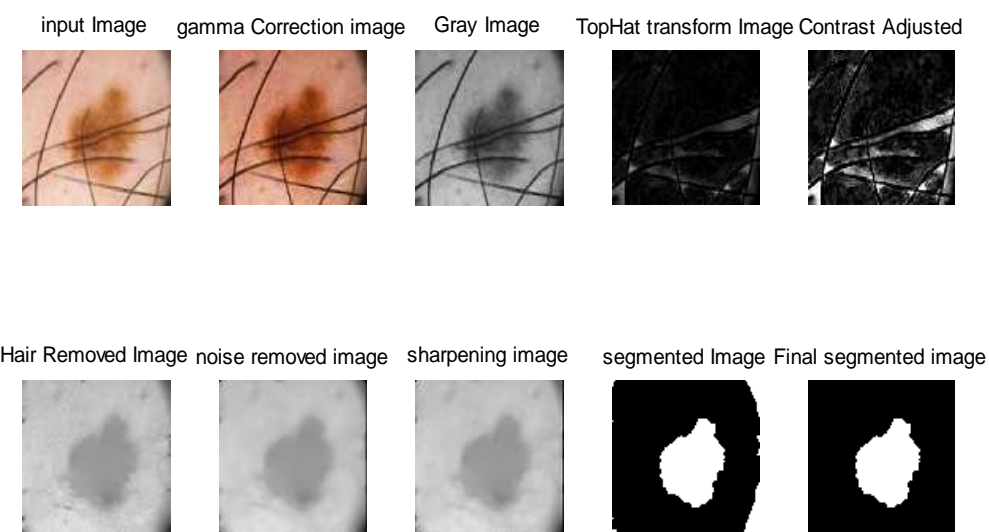 input Image gamma Correction image Gray Image TopHat transform Image Contrast Adjusted
Hair Removed Image noise removed image sharpening image segmented Image Final segmented image